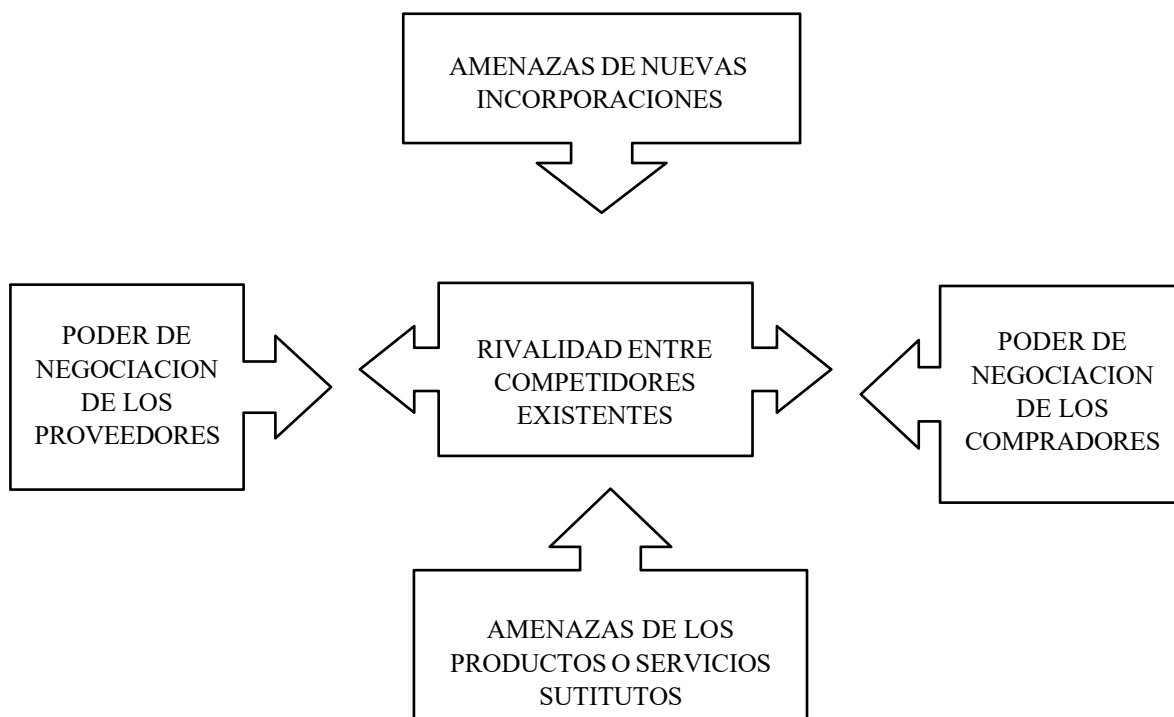 AMENAZAS DE NUEVAS
INCORPORACIONES
PODER DE
NEGOCIACION
DE LOS
PROVEEDORES
RIVALIDAD ENTRE
COMPETIDORES
EXISTENTES
PODER DE
NEGOCIACION
DE LOS
COMPRADORES
AMENAZAS DE LOS
PRODUCTOS O SERVICIOS
SUTITUTOS